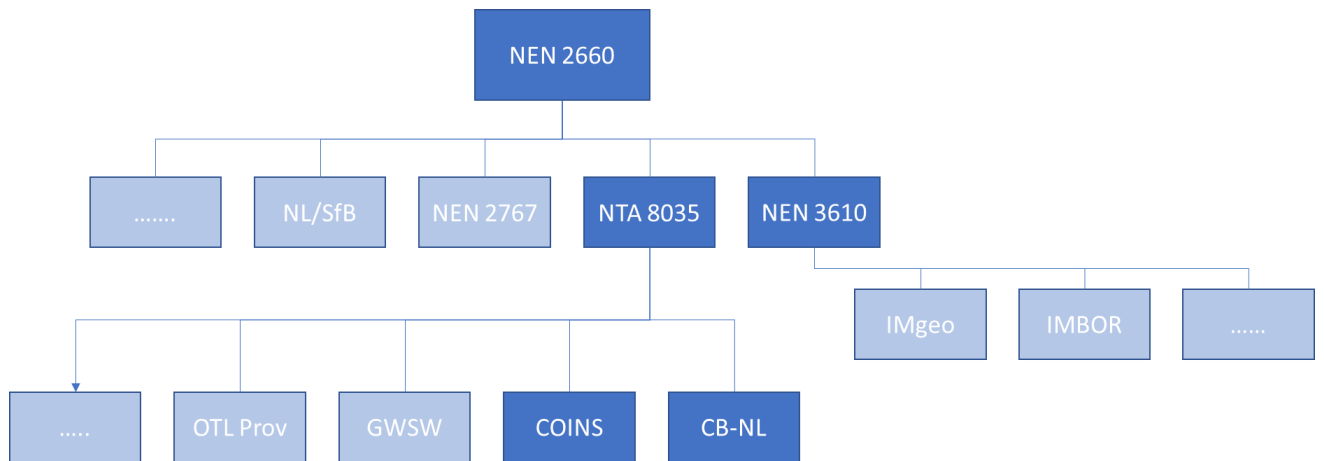 NEN 2660
.......
NL/SfB
NEN 2767
NTA 8035
NEN 3610
IMgeo
IMBOR
......
.....
OTL Prov
GWSW
COINS
CB-NL